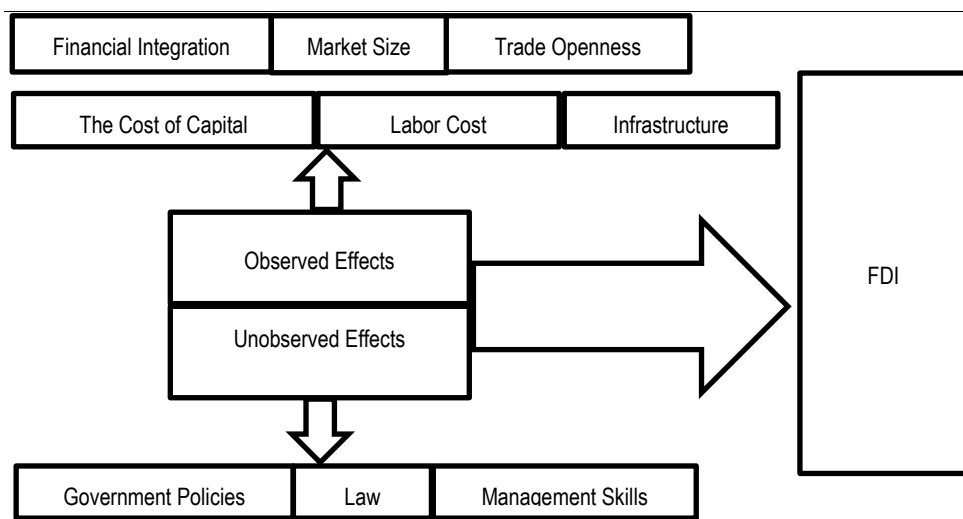 Financial Integration Market Size Trade Openness
The Cost of Capital Labor Cost Infrastructure
Observed Effects
FDI
Unobserved Effects
Government Policies Law Management Skills